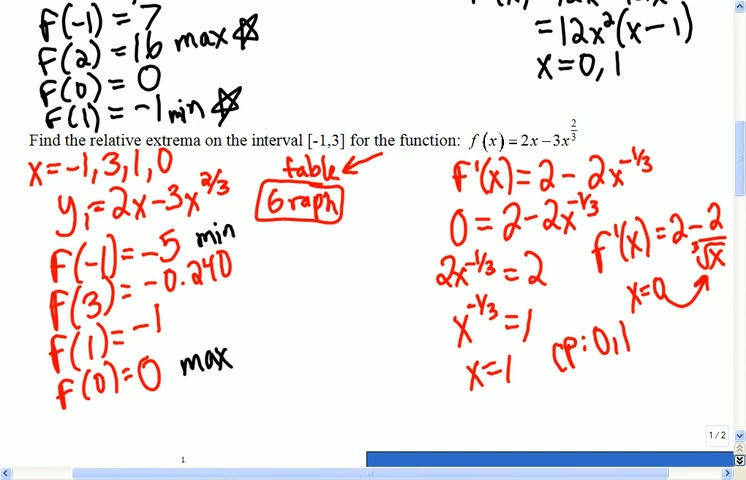 F(-1) = 7
F(2) = 16 max ☆
F(0) = 0
F(1) = -1 min ☆
= 12x²(x - 1)
x = 0, 1
Find the relative extrema on the interval [-1,3] for the function: f(x) = 2x - 3x^(2/3)
x = -1, 3, 1, 0
table
Graph
y₁ = 2x - 3x^(2/3)
F(-1) = -5 min
F(3) = -0.240
F(1) = -1
F(0) = 0 max
F'(x) = 2 - 2x^(-1/3)
0 = 2 - 2x^(-1/3)
2x^(-1/3) = 2
x^(-1/3) = 1
x = 1
F'(x) = 2 - 2/∛x
x = 0
CP: 0, 1
1 / 2
1